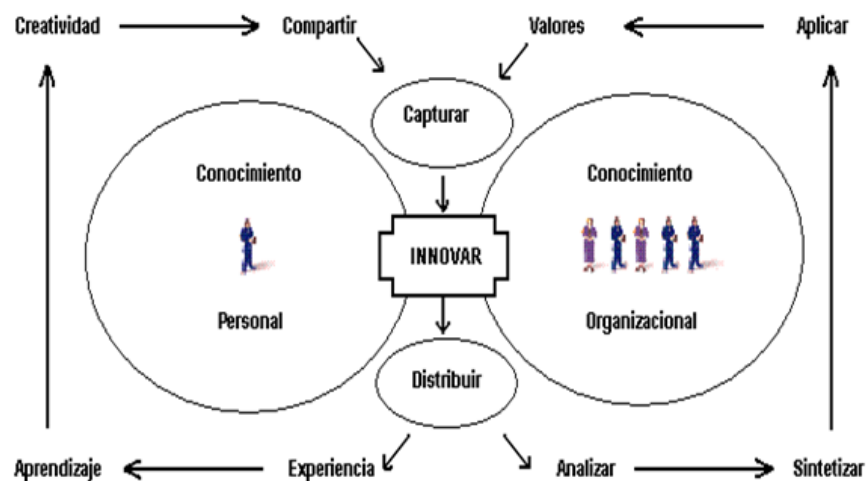 Creatividad
Compartir
Valores
Aplicar
Capturar
Conocimiento
Conocimiento
INNOVAR
Personal
Organizacional
Distribuir
Aprendizaje
Experiencia
Analizar
Sintetizar